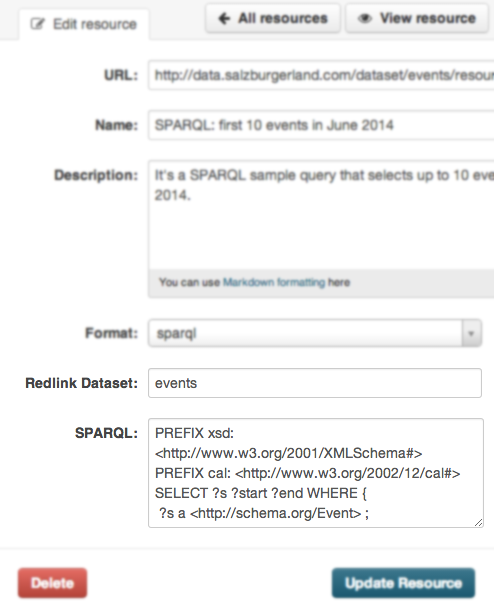 Edit resource
All resources
View resource
URL:
http://data.salzburgerland.com/dataset/events/resou
Name:
SPARQL: first 10 events in June 2014
Description:
It's a SPARQL sample query that selects up to 10 eve
2014.
You can use Markdown formatting here
Format:
sparql
Redlink Dataset:
events
SPARQL:
PREFIX xsd:
<http://www.w3.org/2001/XMLSchema#>
PREFIX cal: <http://www.w3.org/2002/12/cal#>
SELECT ?s ?start ?end WHERE {
?s a <http://schema.org/Event> ;
Delete
Update Resource